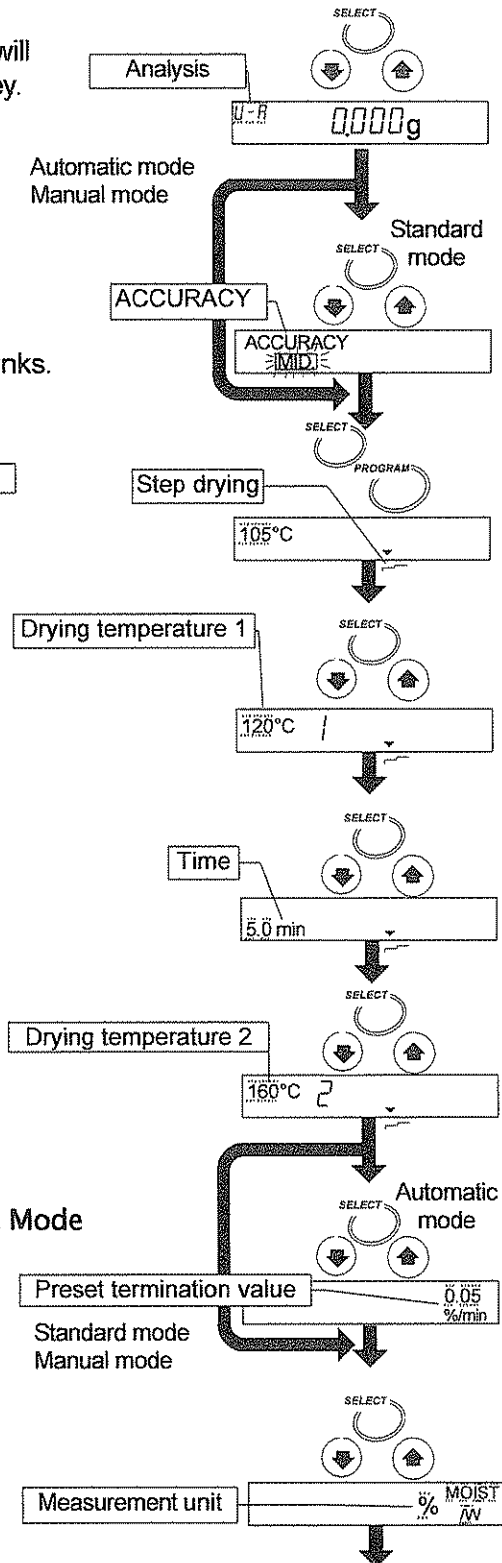 SELECT
will
ey.
Analysis
U-A 0.000g
Automatic mode
Manual mode
Standard
mode
SELECT
ACCURACY
ACCURACY
MID.
nks.
SELECT
PROGRAM
Step drying
105°C
SELECT
Drying temperature 1
120°C 1
SELECT
Time
5.0 min
SELECT
Drying temperature 2
160°C 2
Automatic
mode
SELECT
Mode
Preset termination value
0.05
%/min
Standard mode
Manual mode
SELECT
Measurement unit
% MOIST
/W